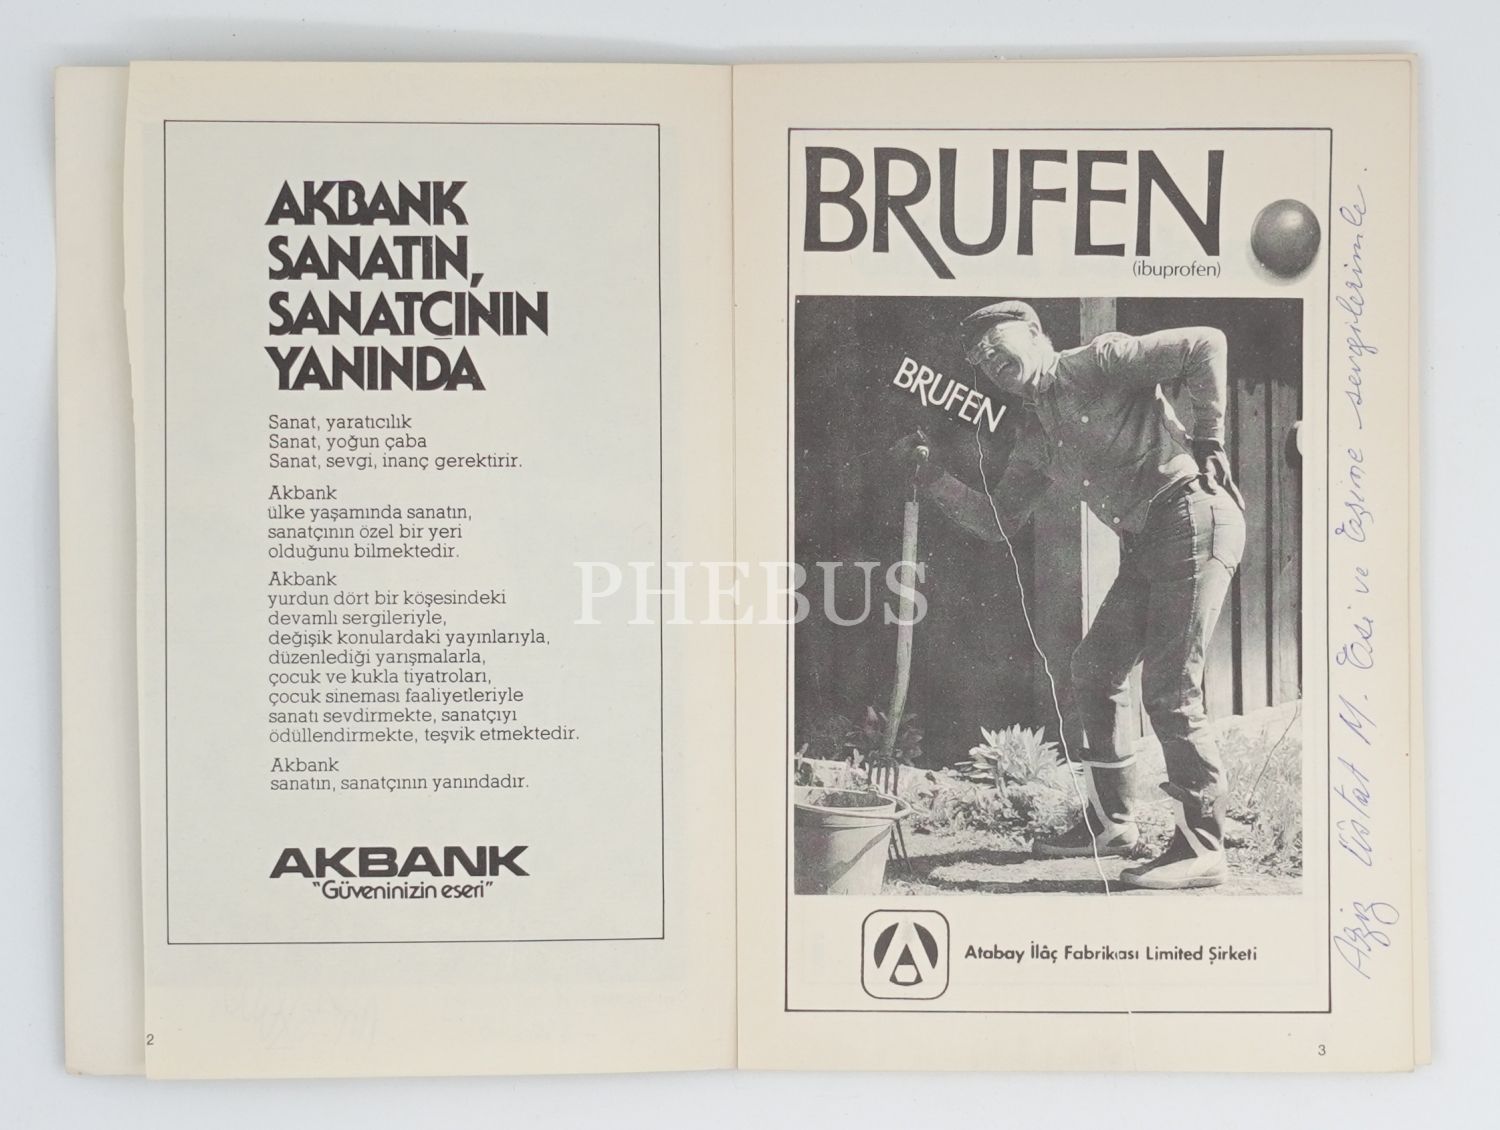 AKBANK
SANATIN,
SANATÇININ
YANINDA
Sanat, yaratıcılık
Sanat, yoğun çaba
Sanat, sevgi, inanç gerektirir.
Akbank
ülke yaşamında sanatın,
sanatçının özel bir yeri
olduğunu bilmektedir.
Akbank
yurdun dört bir köşesindeki
devamlı sergileriyle,
değişik konulardaki yayınlarıyla,
düzenlediği yarışmalarla,
çocuk ve kukla tiyatroları,
çocuk sineması faaliyetleriyle
sanatı sevdirmekte, sanatçıyı
ödüllendirmekte, teşvik etmektedir.
Akbank
sanatın, sanatçının yanındadır.
AKBANK
"Güveninizin eseri"
2
BRUFEN
(ibuprofen)
BRUFEN
Atabay İlâç Fabrikası Limited Şirketi
3
Aziz Üstat M. ve sevgilerimle.
PHEBUS